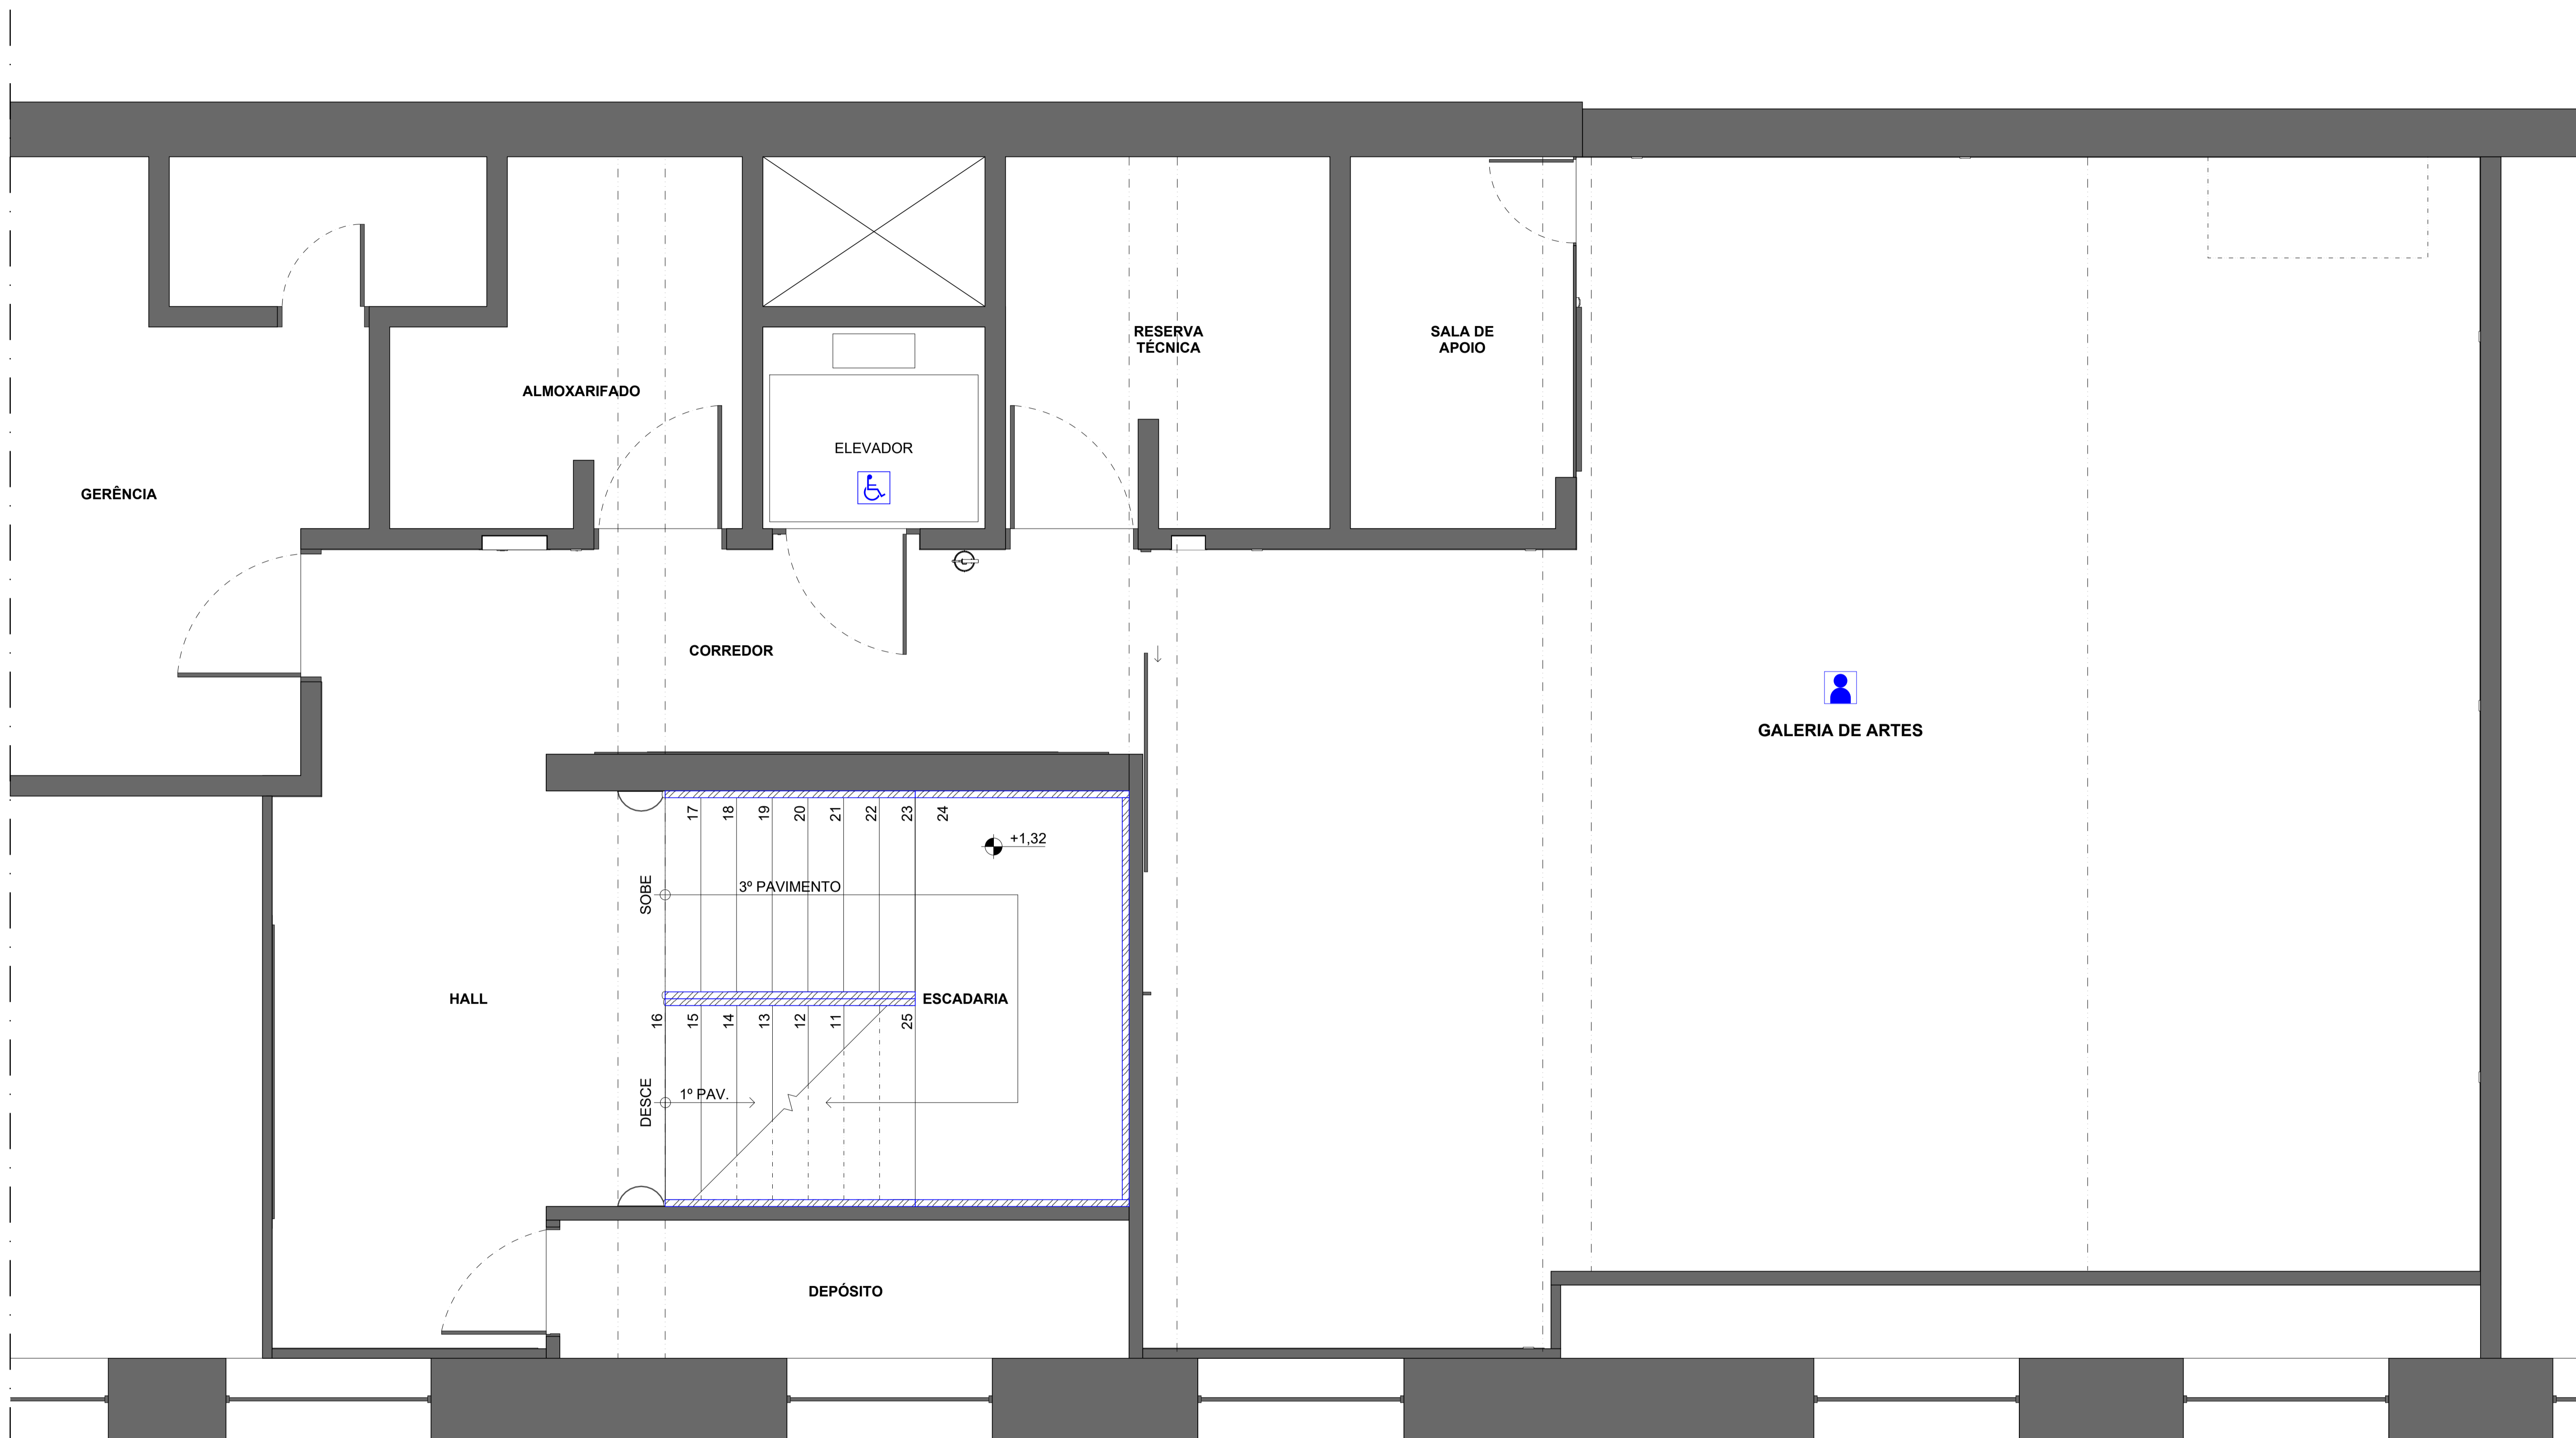 RESERVA
TÉCNICA
SALA DE
APOIO
ALMOXARIFADO
ELEVADOR
GERÊNCIA
CORREDOR
GALERIA DE ARTES
17
18
19
20
21
22
23
24
+1,32
SOBE
3º PAVIMENTO
HALL
ESCADARIA
16
15
14
13
12
11
25
DESCE
1º PAV.
DEPÓSITO